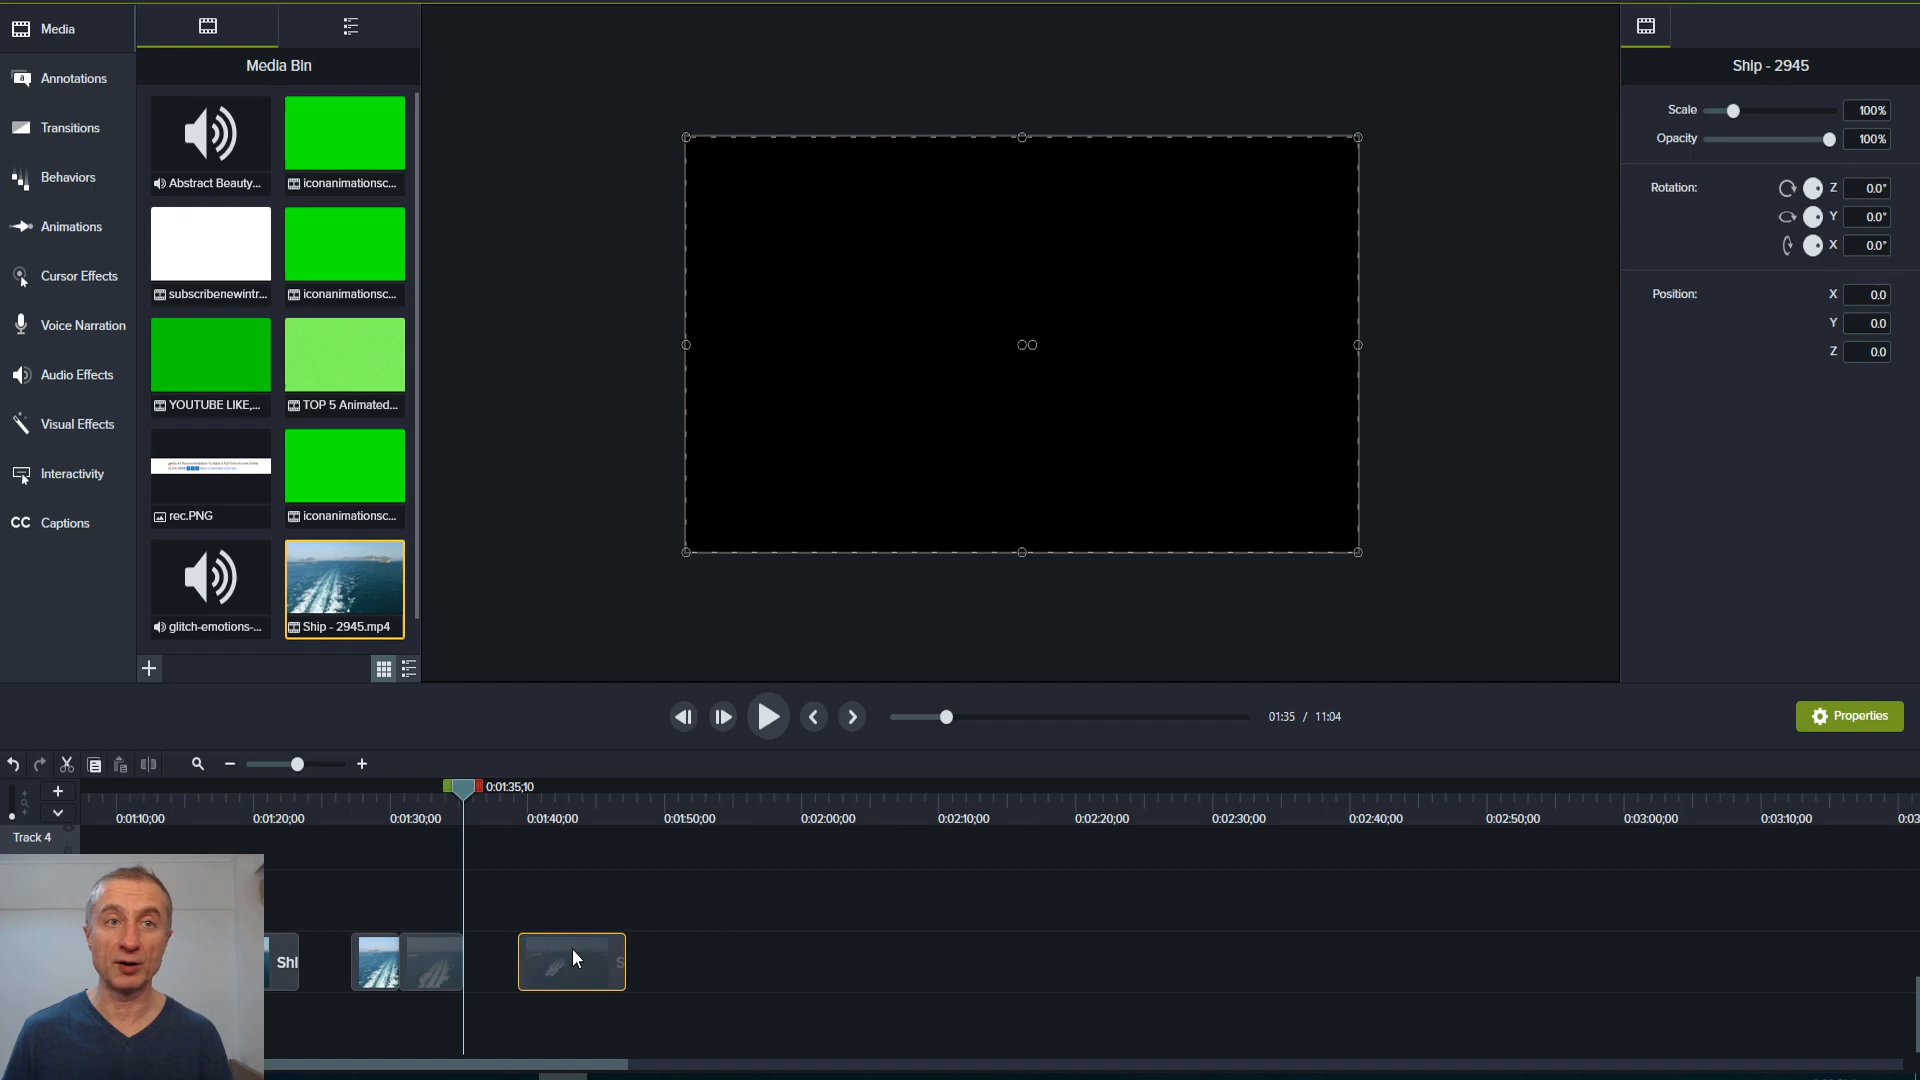 Media
Annotations
Transitions
Behaviors
Animations
Cursor Effects
Voice Narration
Audio Effects
Visual Effects
Interactivity
CC Captions
Media Bin
Abstract Beauty...
iconanimationsc...
subscribenewintr...
iconanimationsc...
YOUTUBE LIKE,...
TOP 5 Animated...
rec.PNG
iconanimationsc...
glitch-emotions-...
Ship - 2945.mp4
Ship - 2945
Scale 100%
Opacity 100%
Rotation: Z 0.0°
Y 0.0°
X 0.0°
Position: X 0.0
Y 0.0
Z 0.0
01:35 / 11:04
Properties
0:01:35;10
0:01:10;00 0:01:20;00 0:01:30;00 0:01:40;00 0:01:50;00 0:02:00;00 0:02:10;00 0:02:20;00 0:02:30;00 0:02:40;00 0:02:50;00 0:03:00;00 0:03:10;00 0:03
Track 4